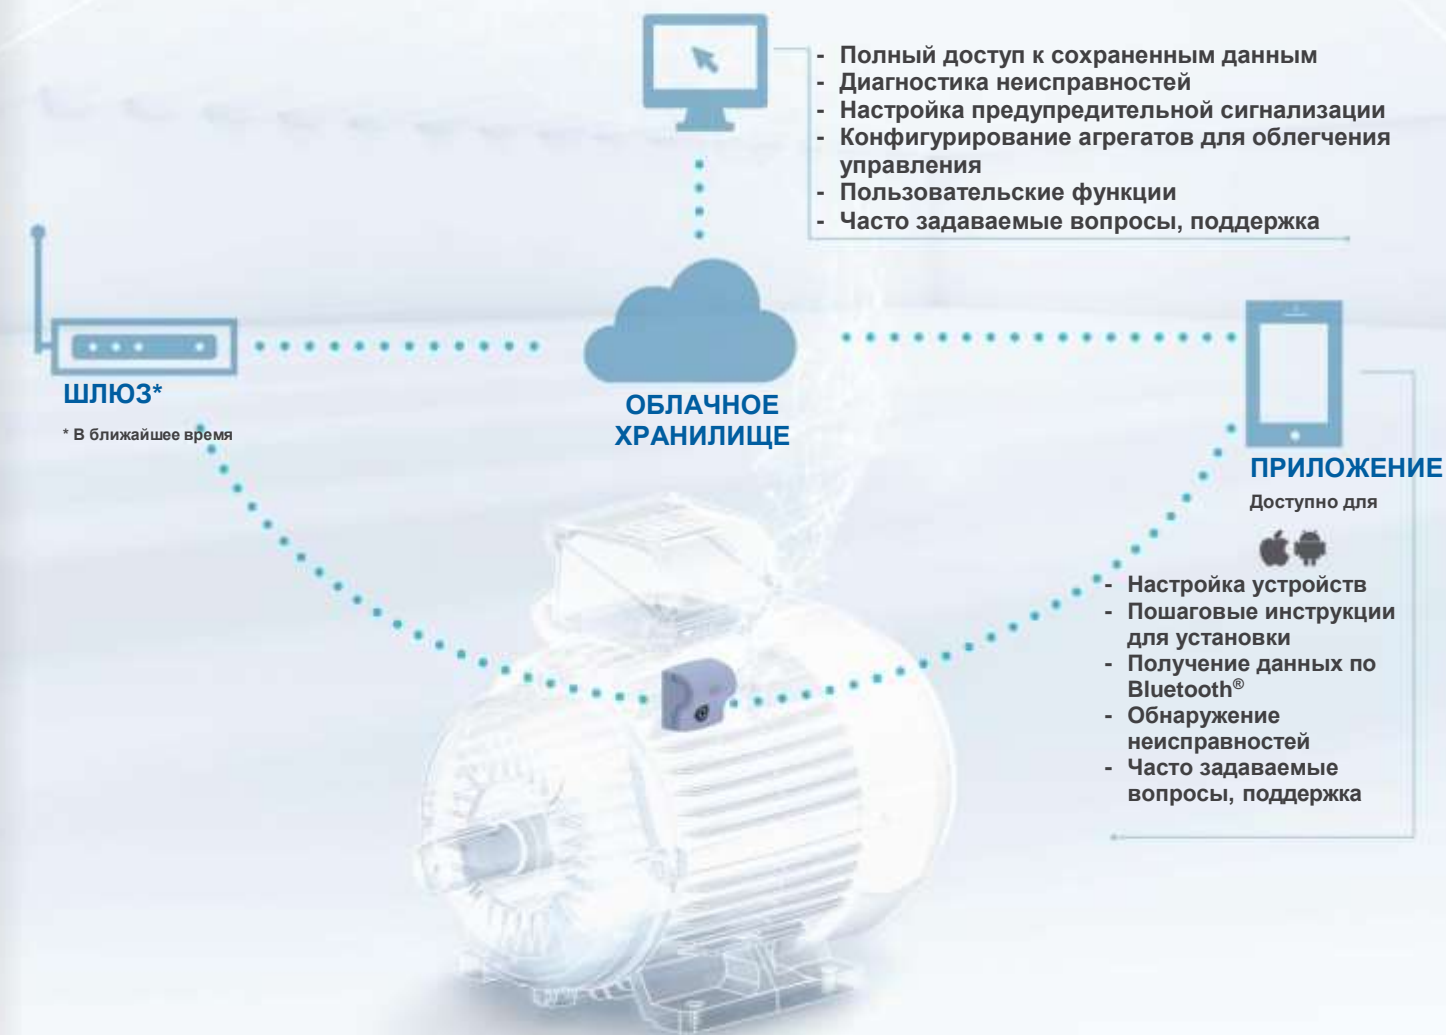 - Полный доступ к сохраненным данным
- Диагностика неисправностей
- Настройка предупредительной сигнализации
- Конфигурирование агрегатов для облегчения
управления
- Пользовательские функции
- Часто задаваемые вопросы, поддержка
ШЛЮЗ*
* В ближайшее время
ОБЛАЧНОЕ
ХРАНИЛИЩЕ
ПРИЛОЖЕНИЕ
Доступно для
- Настройка устройств
- Пошаговые инструкции
для установки
- Получение данных по
Bluetooth®
- Обнаружение
неисправностей
- Часто задаваемые
вопросы, поддержка